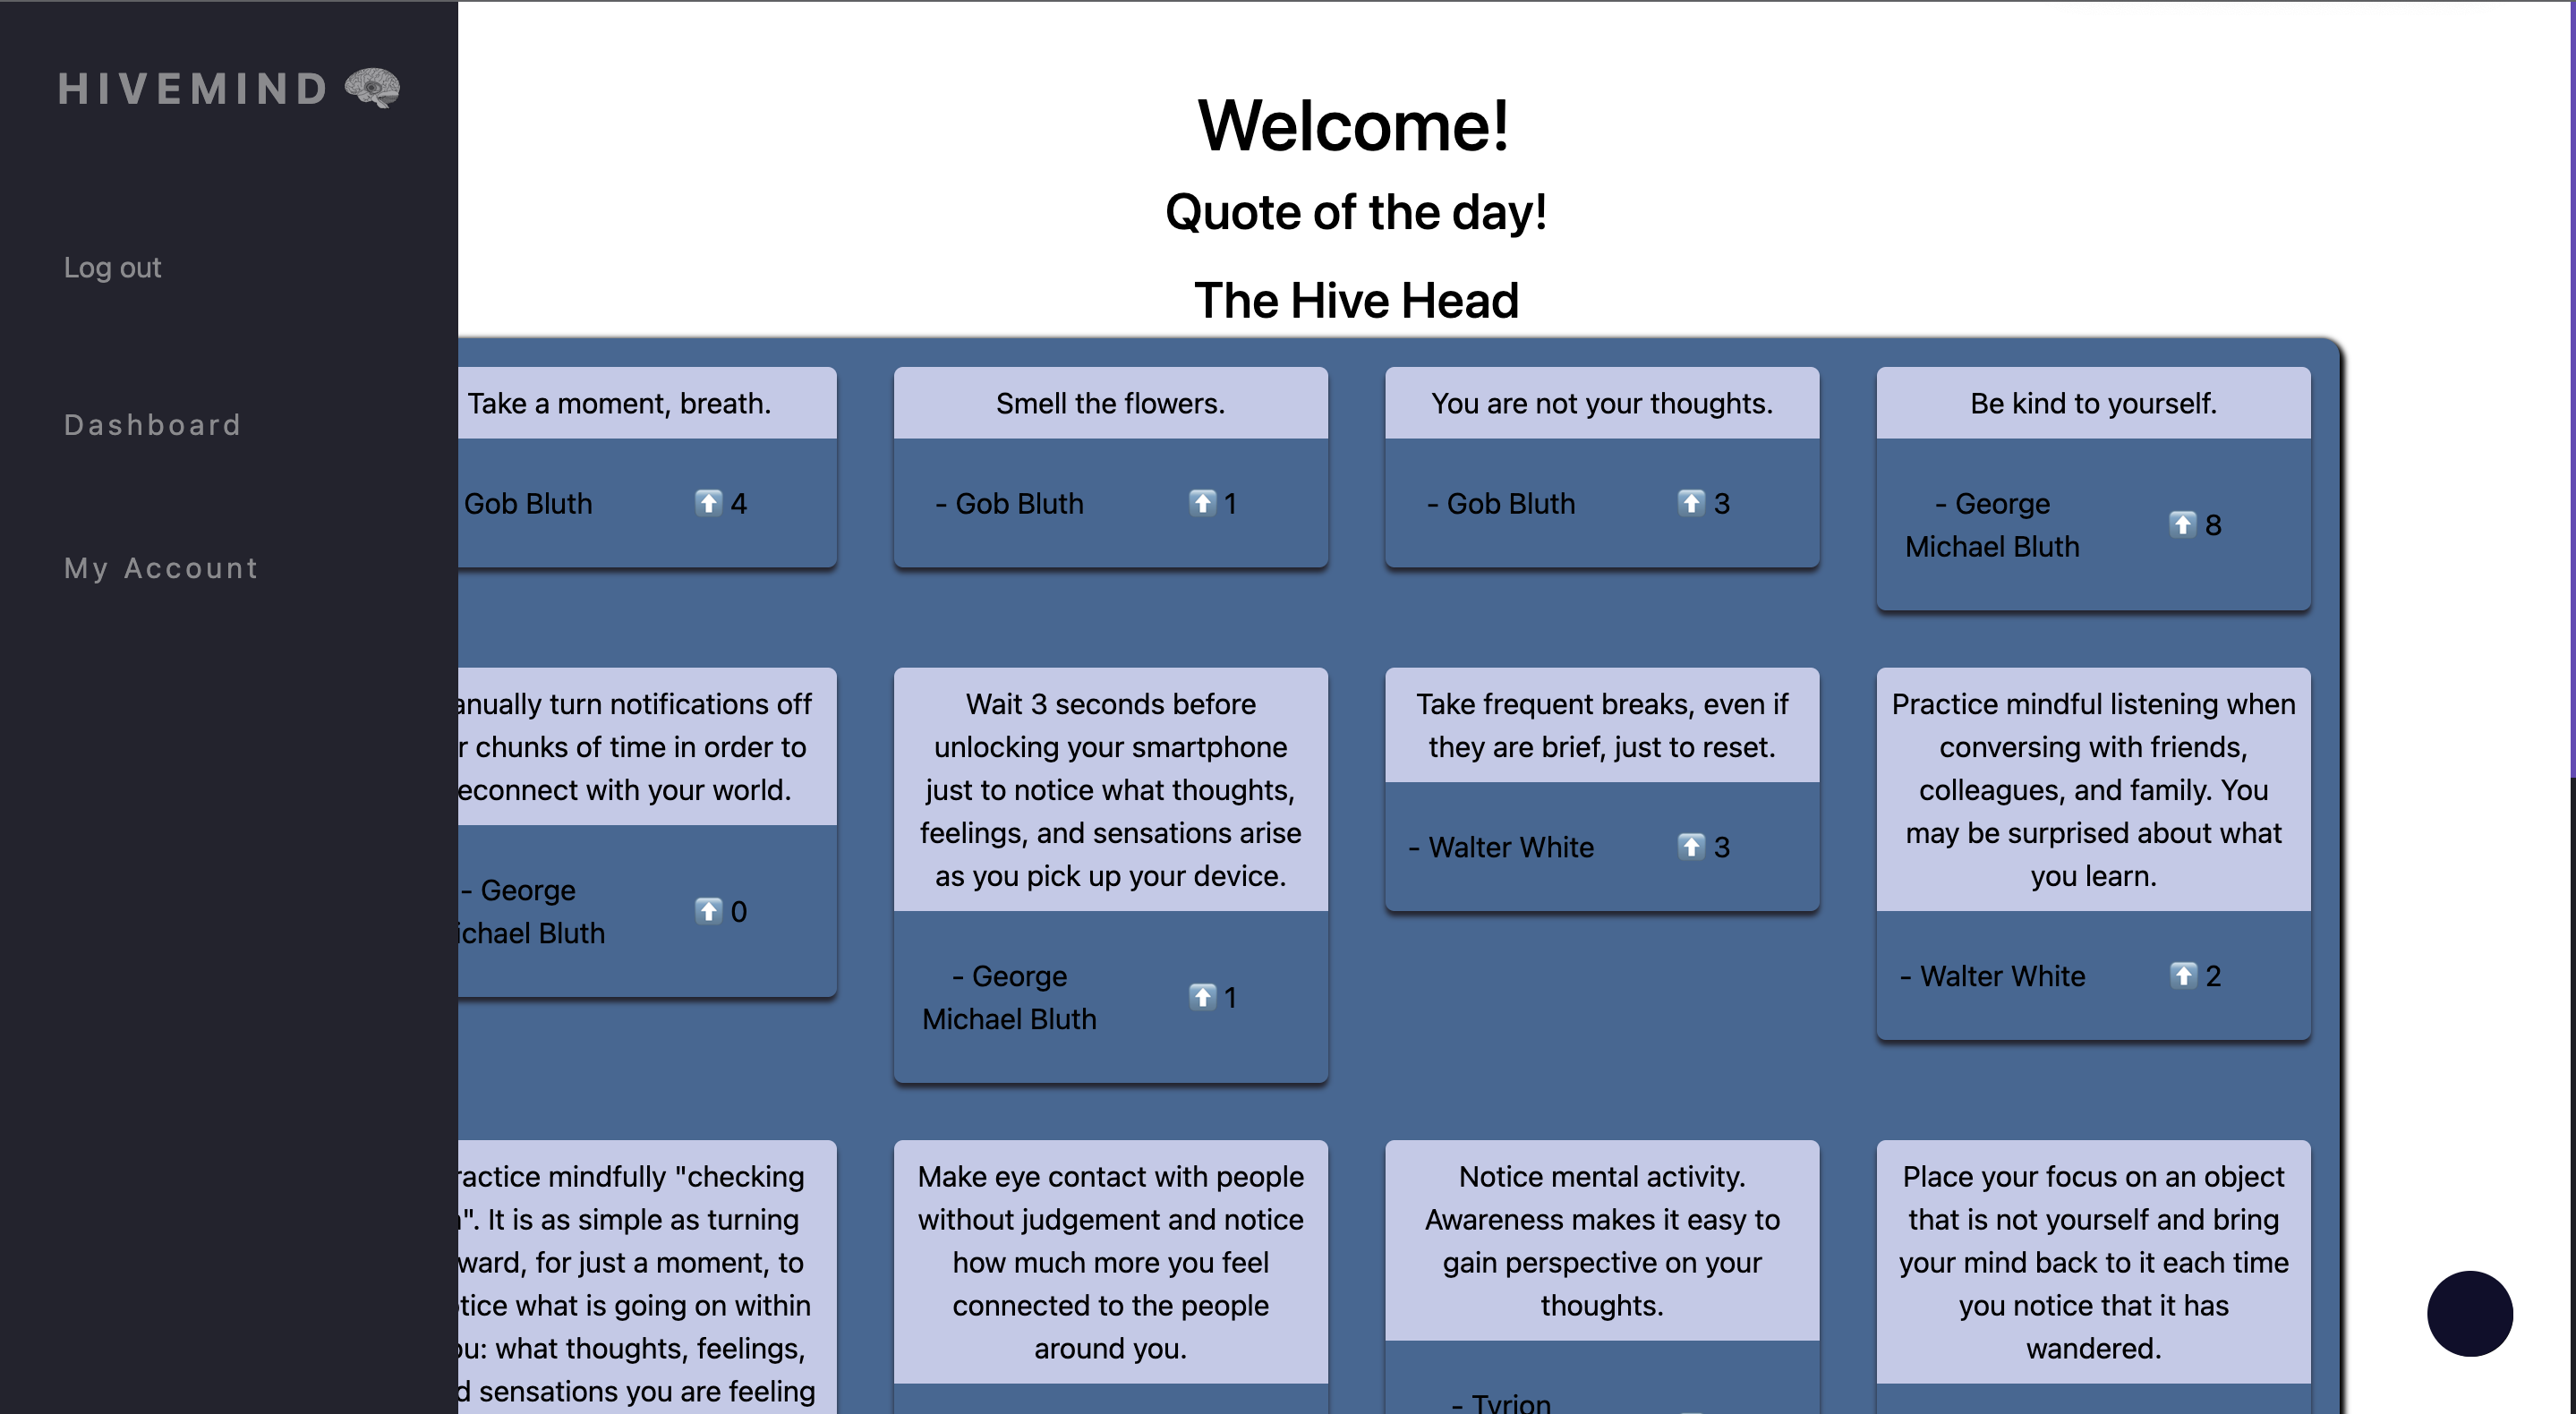 HIVEMIND
Log out
Dashboard
My Account
Welcome!
Quote of the day!
The Hive Head
Take a moment, breath.
Gob Bluth
4
Smell the flowers.
- Gob Bluth
1
You are not your thoughts.
- Gob Bluth
3
Be kind to yourself.
- George
Michael Bluth
8
turn notifications off
chunks of time in order to
with your world.
- George
Bluth
0
Wait 3 seconds before
unlocking your smartphone
just to notice what thoughts,
feelings, and sensations arise
as you pick up your device.
- George
Michael Bluth
1
Take frequent breaks, even if
they are brief, just to reset.
- Walter White
3
Practice mindful listening when
conversing with friends,
colleagues, and family. You
may be surprised about what
you learn.
- Walter White
2
mindfully "checking
". It is as simple as turning
for just a moment, to
what is going on within
what thoughts, feelings,
sensations you are feeling
Make eye contact with people
without judgement and notice
how much more you feel
connected to the people
around you.
Notice mental activity.
Awareness makes it easy to
gain perspective on your
thoughts.
- Tyrion
Place your focus on an object
that is not yourself and bring
your mind back to it each time
you notice that it has
wandered.